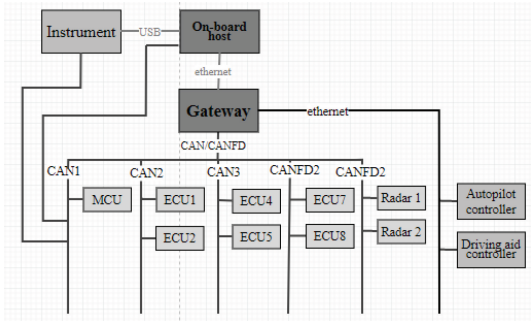 Instrument
USB
On-board
host
ethernet
Gateway
ethernet
CAN/CANFD
CAN1
CAN2
CAN3
CANFD2
CANFD2
MCU
ECU1
ECU4
ECU7
Radar 1
Autopilot
controller
ECU2
ECU5
ECU8
Radar 2
Driving aid
controller